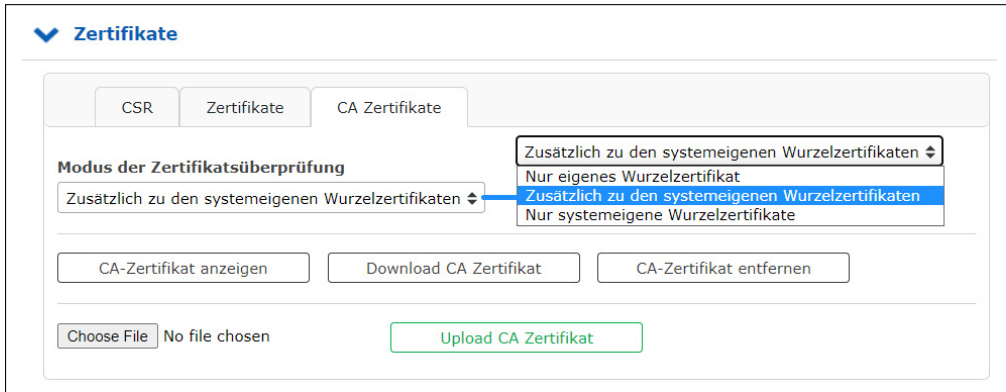 Zertifikate
CSR
Zertifikate
CA Zertifikate
Modus der Zertifikatsüberprüfung
Zusätzlich zu den systemeigenen Wurzelzertifikaten
Zusätzlich zu den systemeigenen Wurzelzertifikaten
Nur eigenes Wurzelzertifikat
Zusätzlich zu den systemeigenen Wurzelzertifikaten
Nur systemeigene Wurzelzertifikate
CA-Zertifikat anzeigen
Download CA Zertifikat
CA-Zertifikat entfernen
Choose File No file chosen
Upload CA Zertifikat